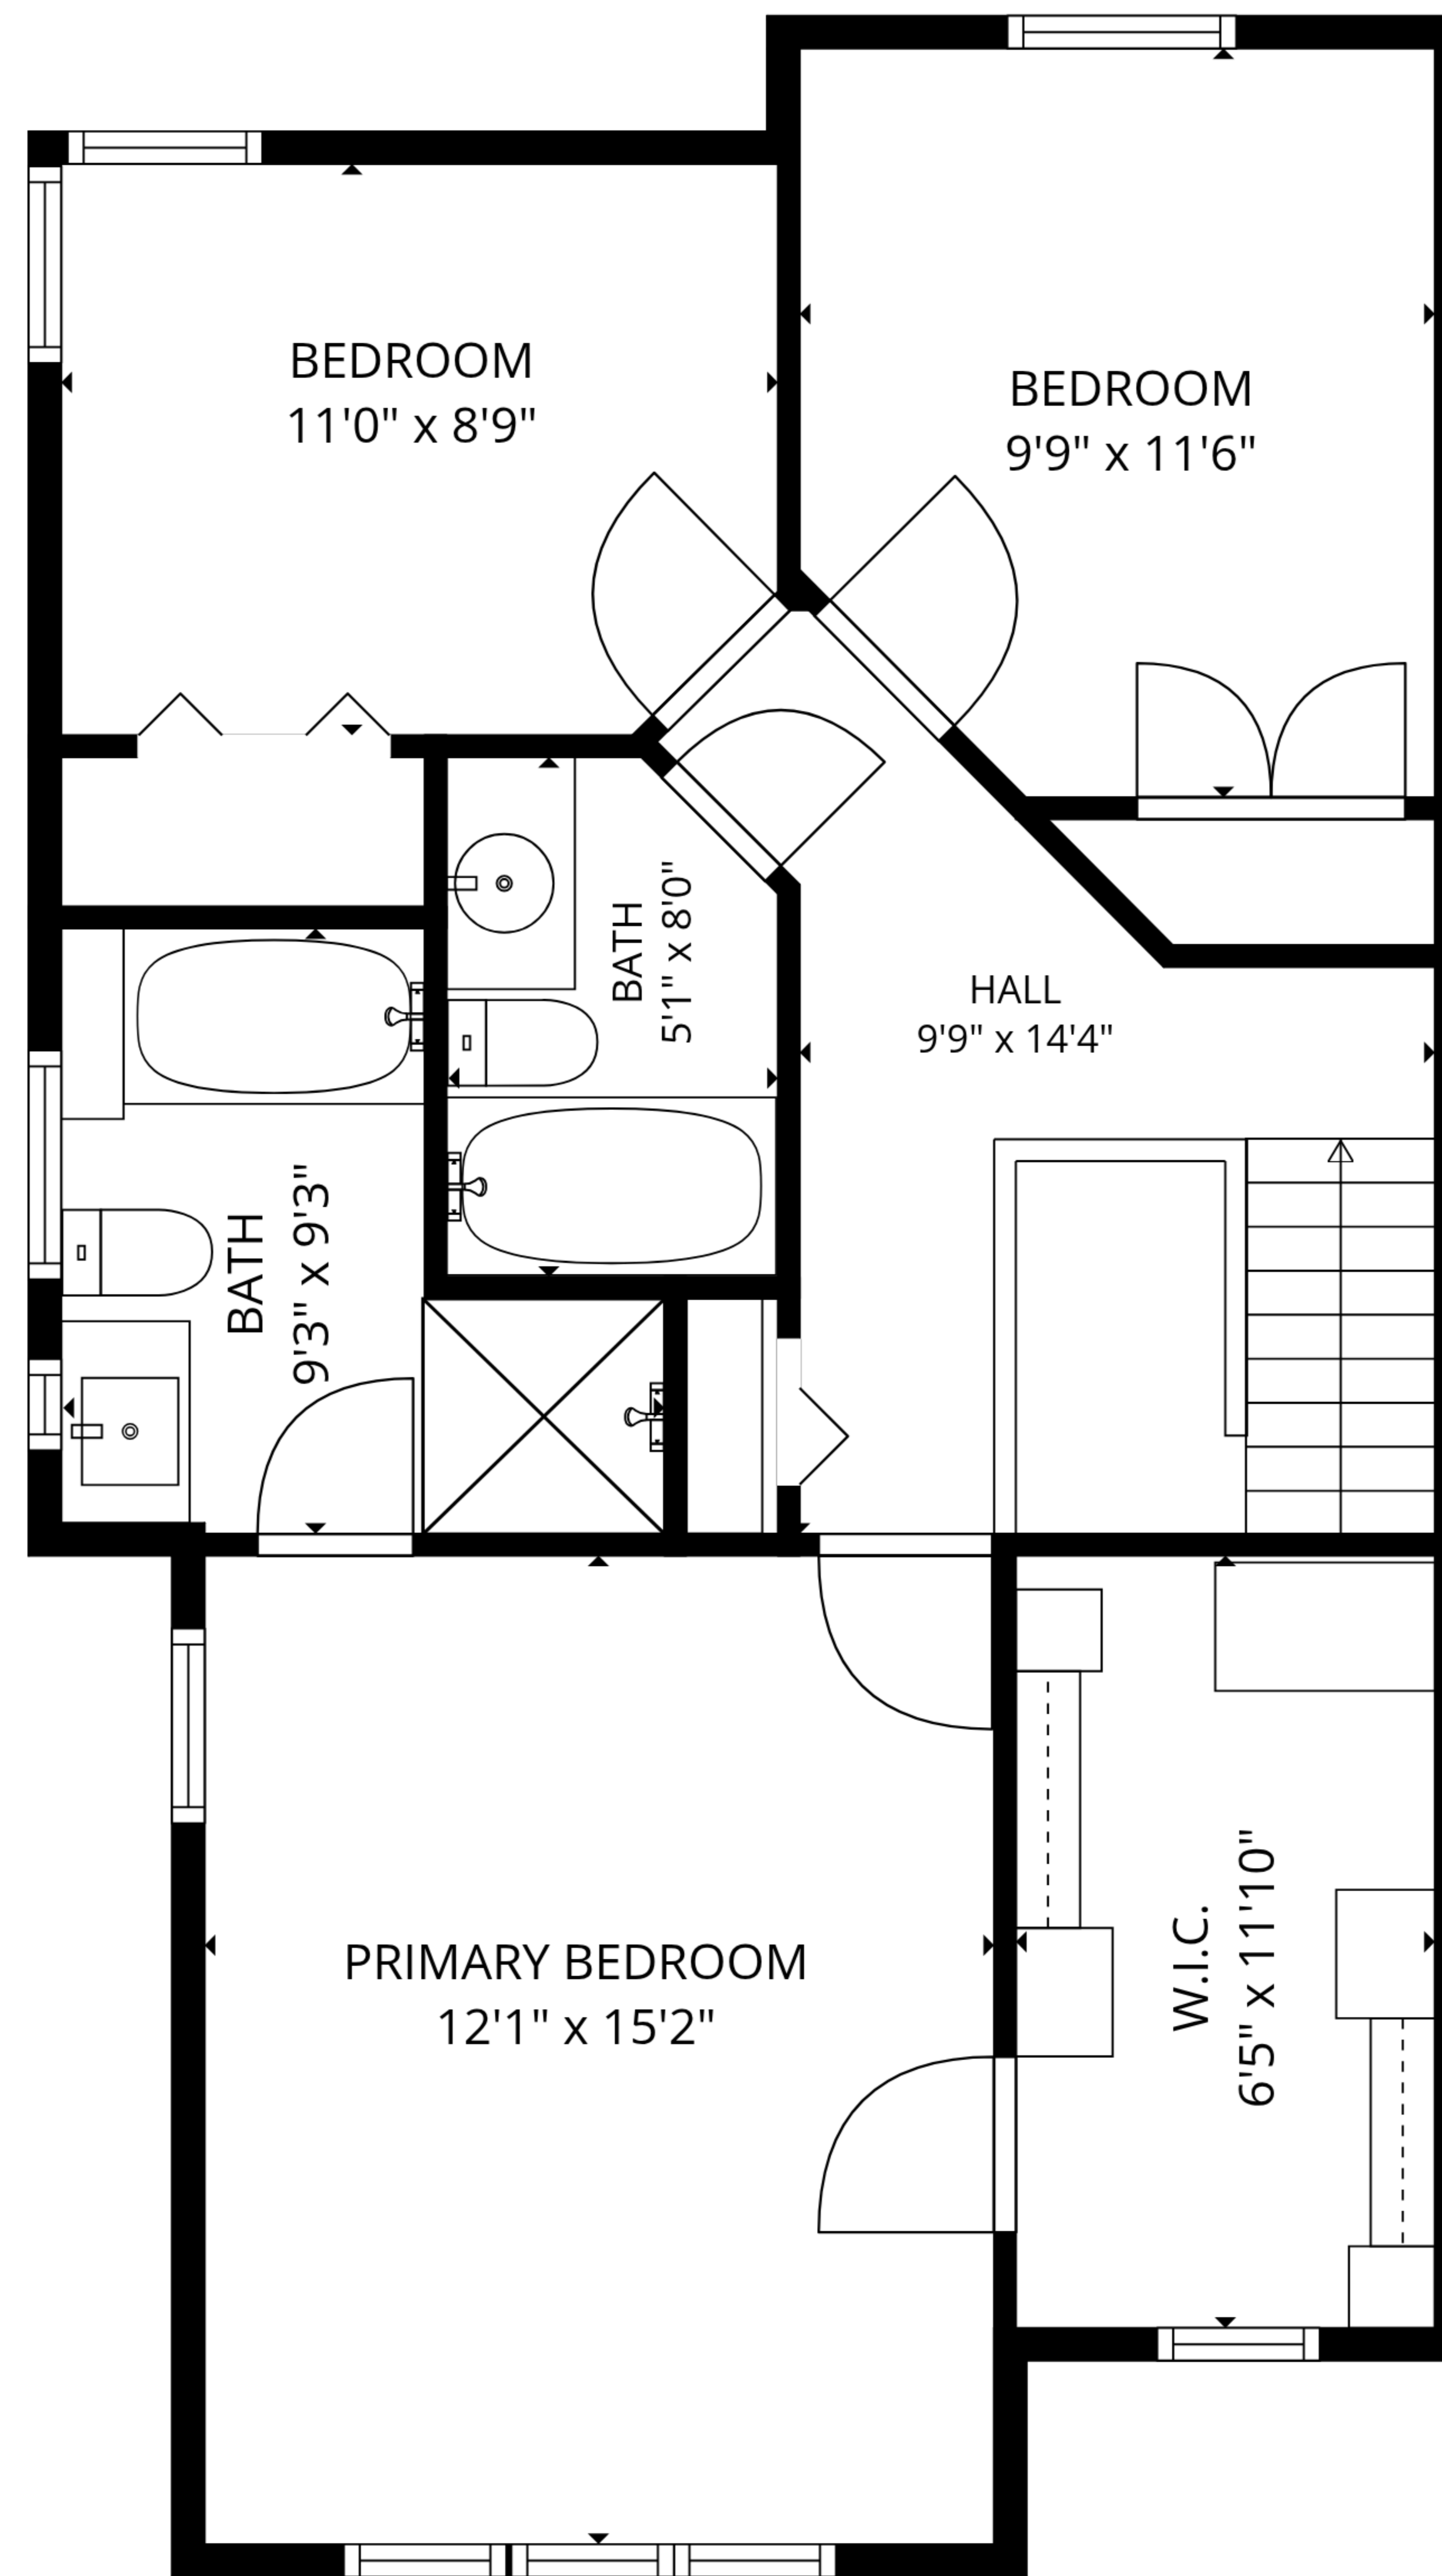 BEDROOM
11'0" x 8'9"
BEDROOM
9'9" x 11'6"
BATH
5'1" x 8'0"
HALL
9'9" x 14'4"
BATH
9'3" x 9'3"
PRIMARY BEDROOM
12'1" x 15'2"
W.I.C.
6'5" x 11'10"